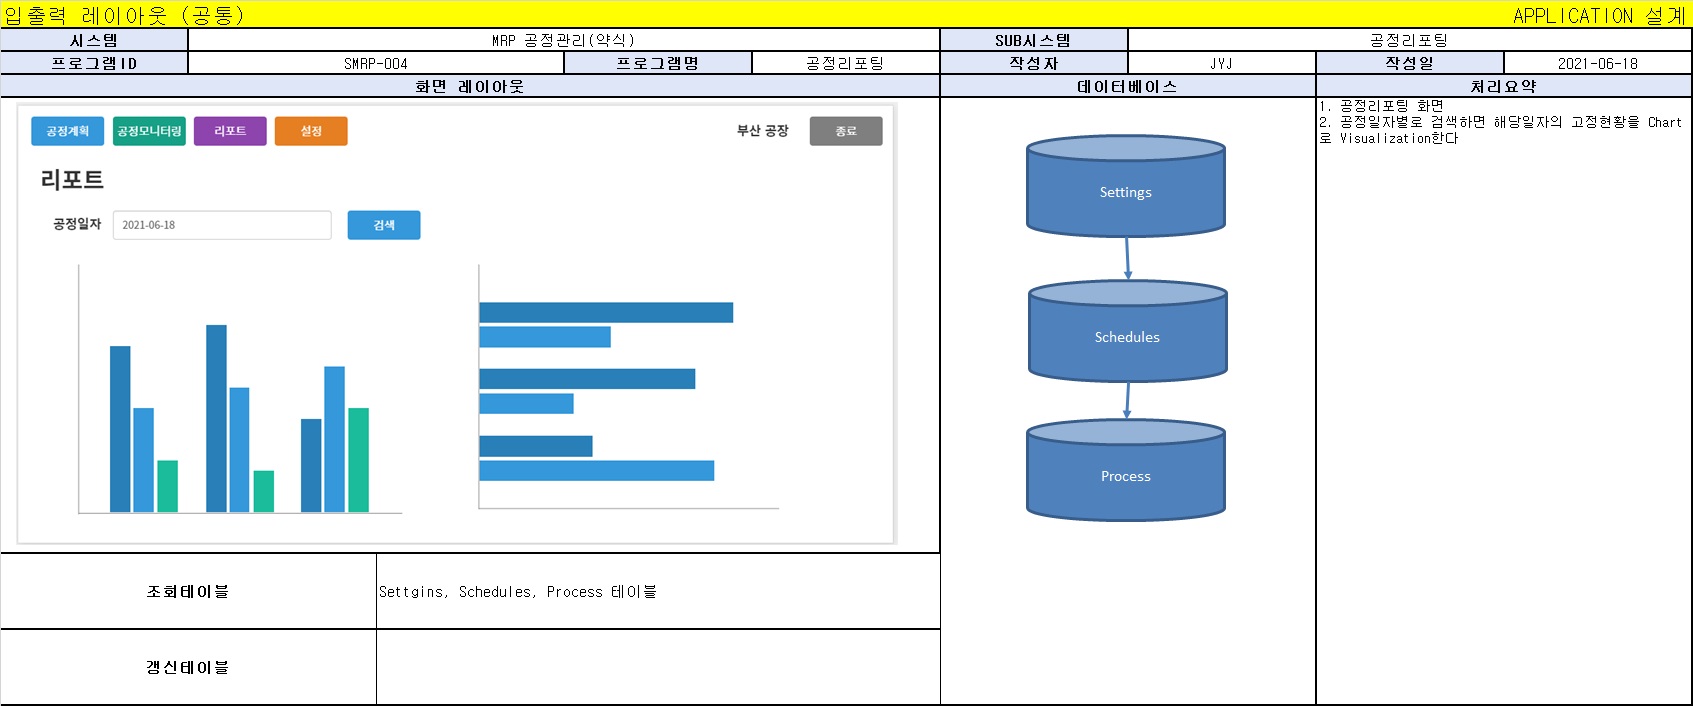 입출력 레이아웃 (공통) APPLICATION 설계
시스템 MRP 공정관리(약식) SUB시스템 공정리포팅
프로그램ID SMRP-004 프로그램명 공정리포팅 작성자 JYJ 작성일 2021-06-18
화면 레이아웃 데이터베이스 처리요약
공정계획 공정모니터링 리포트 설정 부산 공장 종료
리포트
공정일자 2021-06-18 검색
Settings
Schedules
Process
1. 공정리포팅 화면
2. 공정일자별로 검색하면 해당일자의 고정현황을 Chart
로 Visualization한다
조회테이블 Settgins, Schedules, Process 테이블
갱신테이블